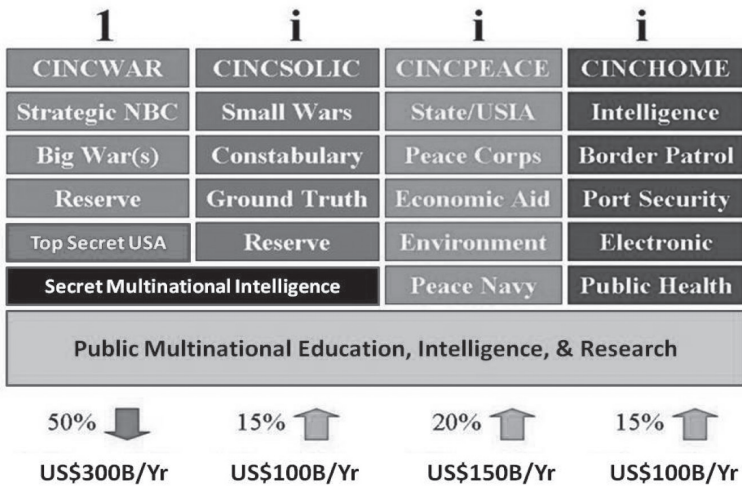 1 i i i
CINCWAR CINCSOLIC CINCPEACE CINCHOME
Strategic NBC Small Wars State/USIA Intelligence
Big War(s) Constabulary Peace Corps Border Patrol
Reserve Ground Truth Economic Aid Port Security
Top Secret USA Reserve Environment Electronic
Secret Multinational Intelligence Peace Navy Public Health
Public Multinational Education, Intelligence, & Research
50% 15% 20% 15%
US$300B/Yr US$100B/Yr US$150B/Yr US$100B/Yr